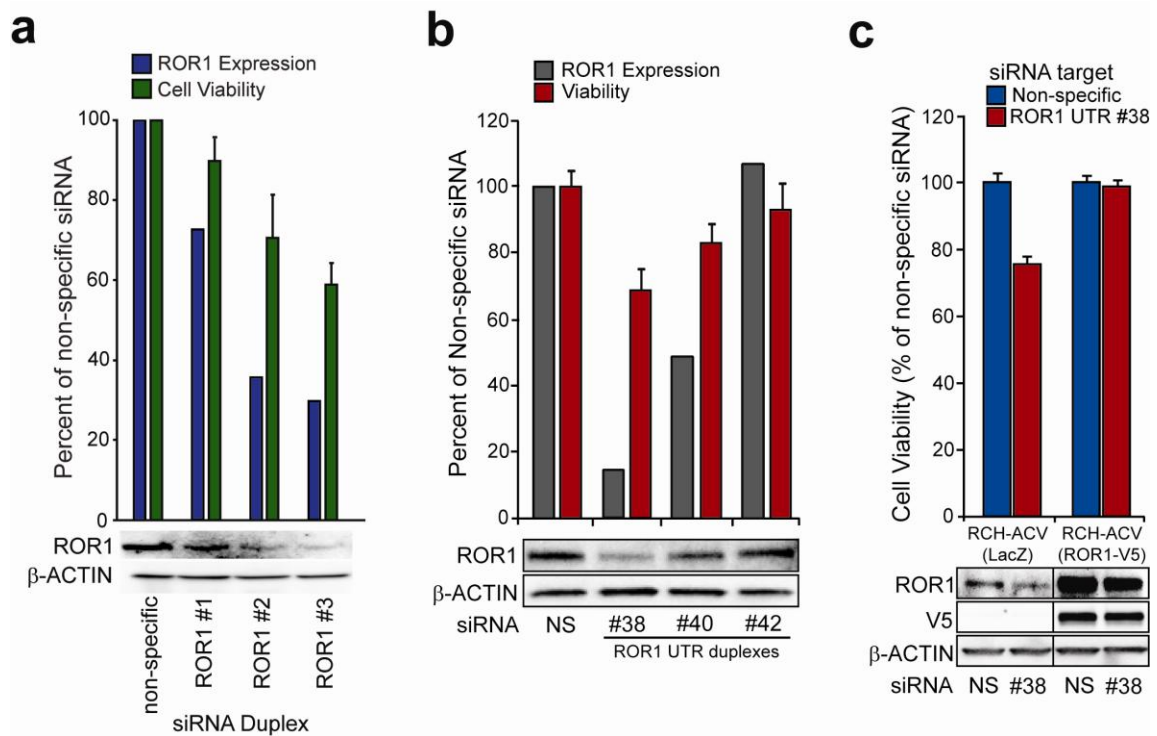 a
ROR1 Expression
Cell Viability
Percent of non-specific siRNA
100
80
60
40
20
0
ROR1
β-ACTIN
non-specific
ROR1 #1
ROR1 #2
ROR1 #3
siRNA Duplex
b
ROR1 Expression
Viability
Percent of Non-specific siRNA
120
100
80
60
40
20
0
ROR1
β-ACTIN
siRNA NS #38 #40 #42
ROR1 UTR duplexes
c
siRNA target
Non-specific
ROR1 UTR #38
Cell Viability (% of non-specific siRNA)
120
100
80
60
40
20
0
RCH-ACV RCH-ACV
(LacZ) (ROR1-V5)
ROR1
V5
β-ACTIN
siRNA NS #38 NS #38